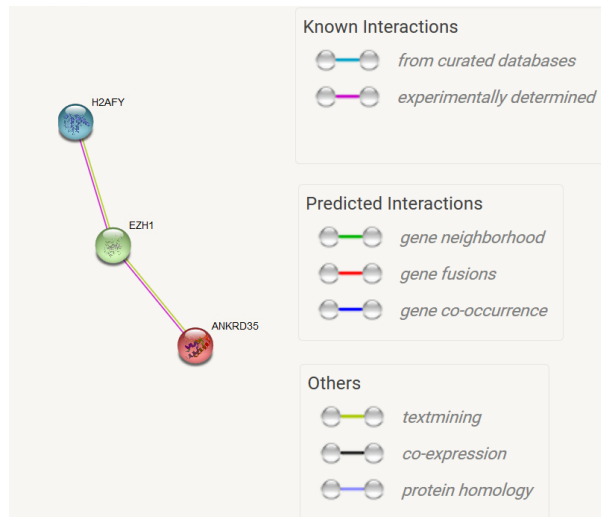 H2AFY
EZH1
ANKRD35
Known Interactions
from curated databases
experimentally determined
Predicted Interactions
gene neighborhood
gene fusions
gene co-occurrence
Others
textmining
co-expression
protein homology